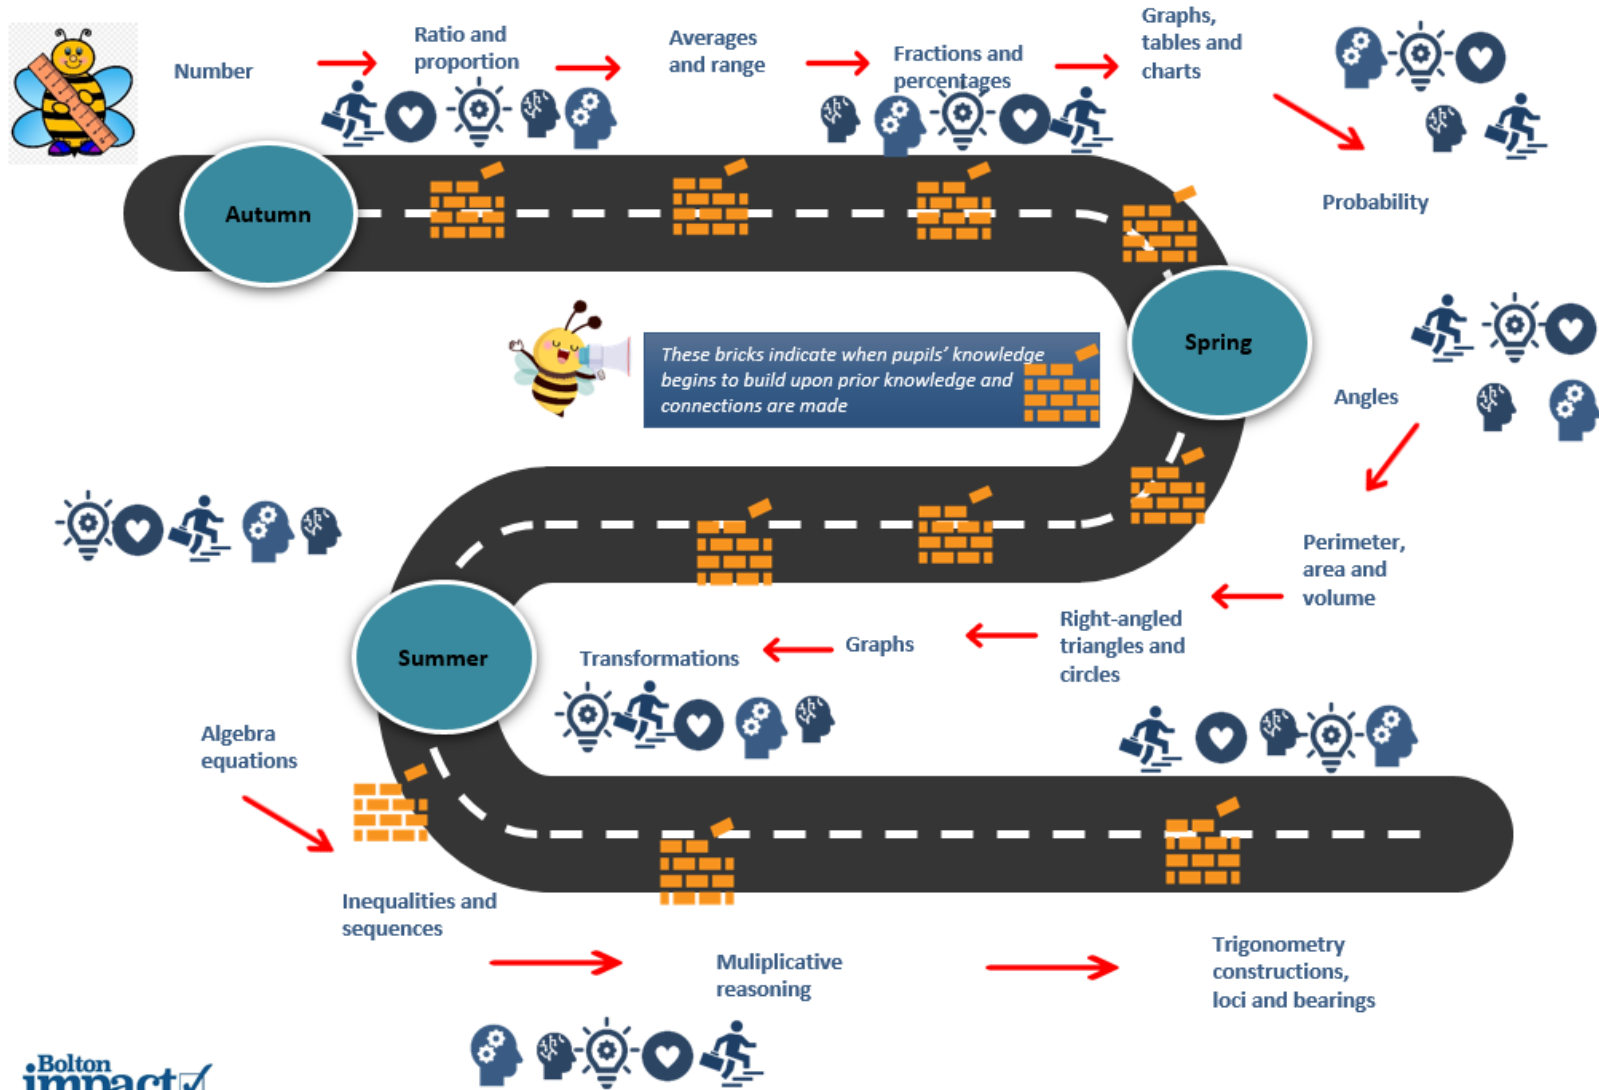 Number
Ratio and
proportion
Averages
and range
Fractions and
percentages
Graphs,
tables and
charts
Probability
Autumn
Spring
These bricks indicate when pupils' knowledge
begins to build upon prior knowledge and
connections are made
Angles
Perimeter,
area and
volume
Right-angled
triangles and
circles
Graphs
Transformations
Summer
Algebra
equations
Inequalities and
sequences
Muliplicative
reasoning
Trigonometry
constructions,
loci and bearings
Bolton
impact